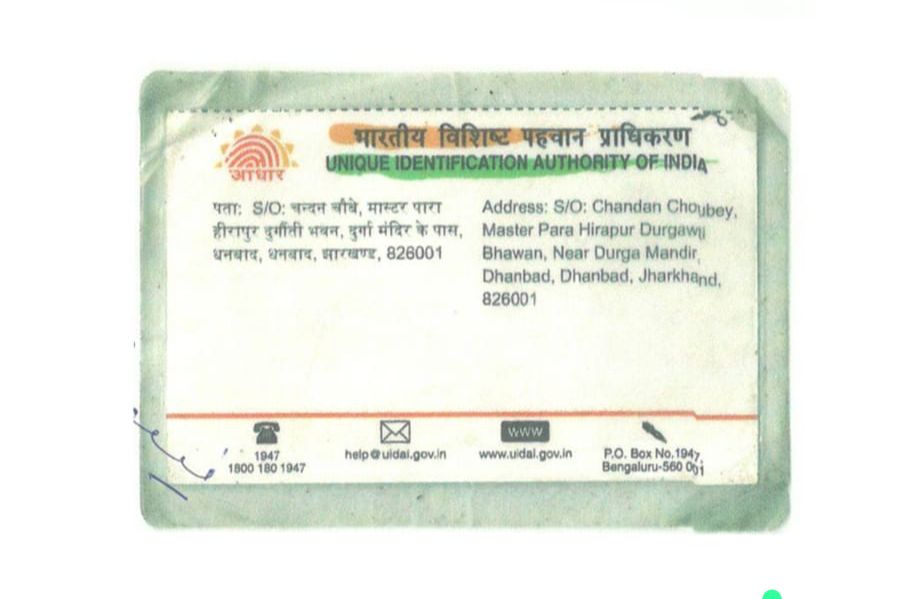 भारतीय विशिष्ट पहचान प्राधिकरण
UNIQUE IDENTIFICATION AUTHORITY OF INDIA
आधार
पता: S/O: चन्दन चौबे, मास्टर पारा
हीरापुर दुर्गौती भवन, दुर्गा मंदिर के पास,
धनबाद, धनबाद, झारखण्ड, 826001
Address: S/O: Chandan Choubey,
Master Para Hirapur Durgawti
Bhawan, Near Durga Mandir,
Dhanbad, Dhanbad, Jharkhand,
826001
1947
1800 180 1947
help@uidai.gov.in
www
www.uidai.gov.in
P.O. Box No.1947,
Bengaluru-560 001